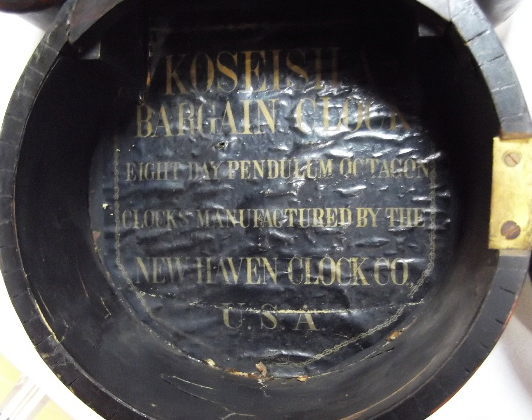 KOSEISHA
BARGAIN CLOCK
EIGHT DAY PENDULUM OCTAGON
CLOCKS MANUFACTURED BY THE
NEW HAVEN CLOCK CO
U.S.A